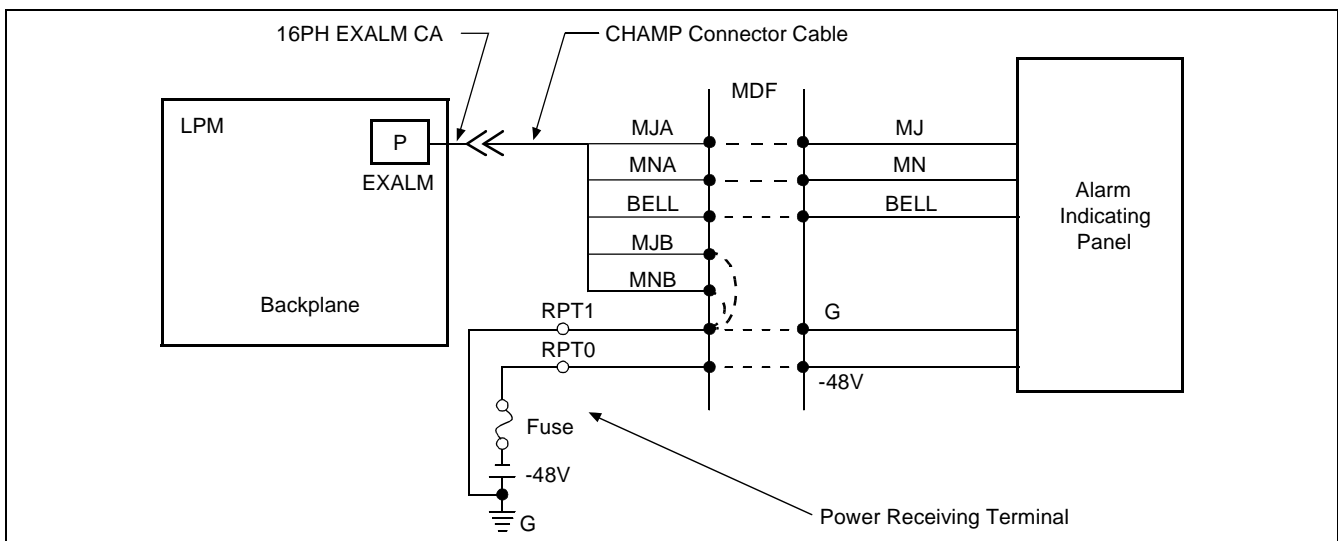 16PH EXALM CA
CHAMP Connector Cable
MDF
LPM
P
EXALM
Backplane
MJA
MNA
BELL
MJB
MNB
RPT1
RPT0
MJ
MN
BELL
G
-48V
Alarm
Indicating
Panel
Fuse
-48V
G
Power Receiving Terminal